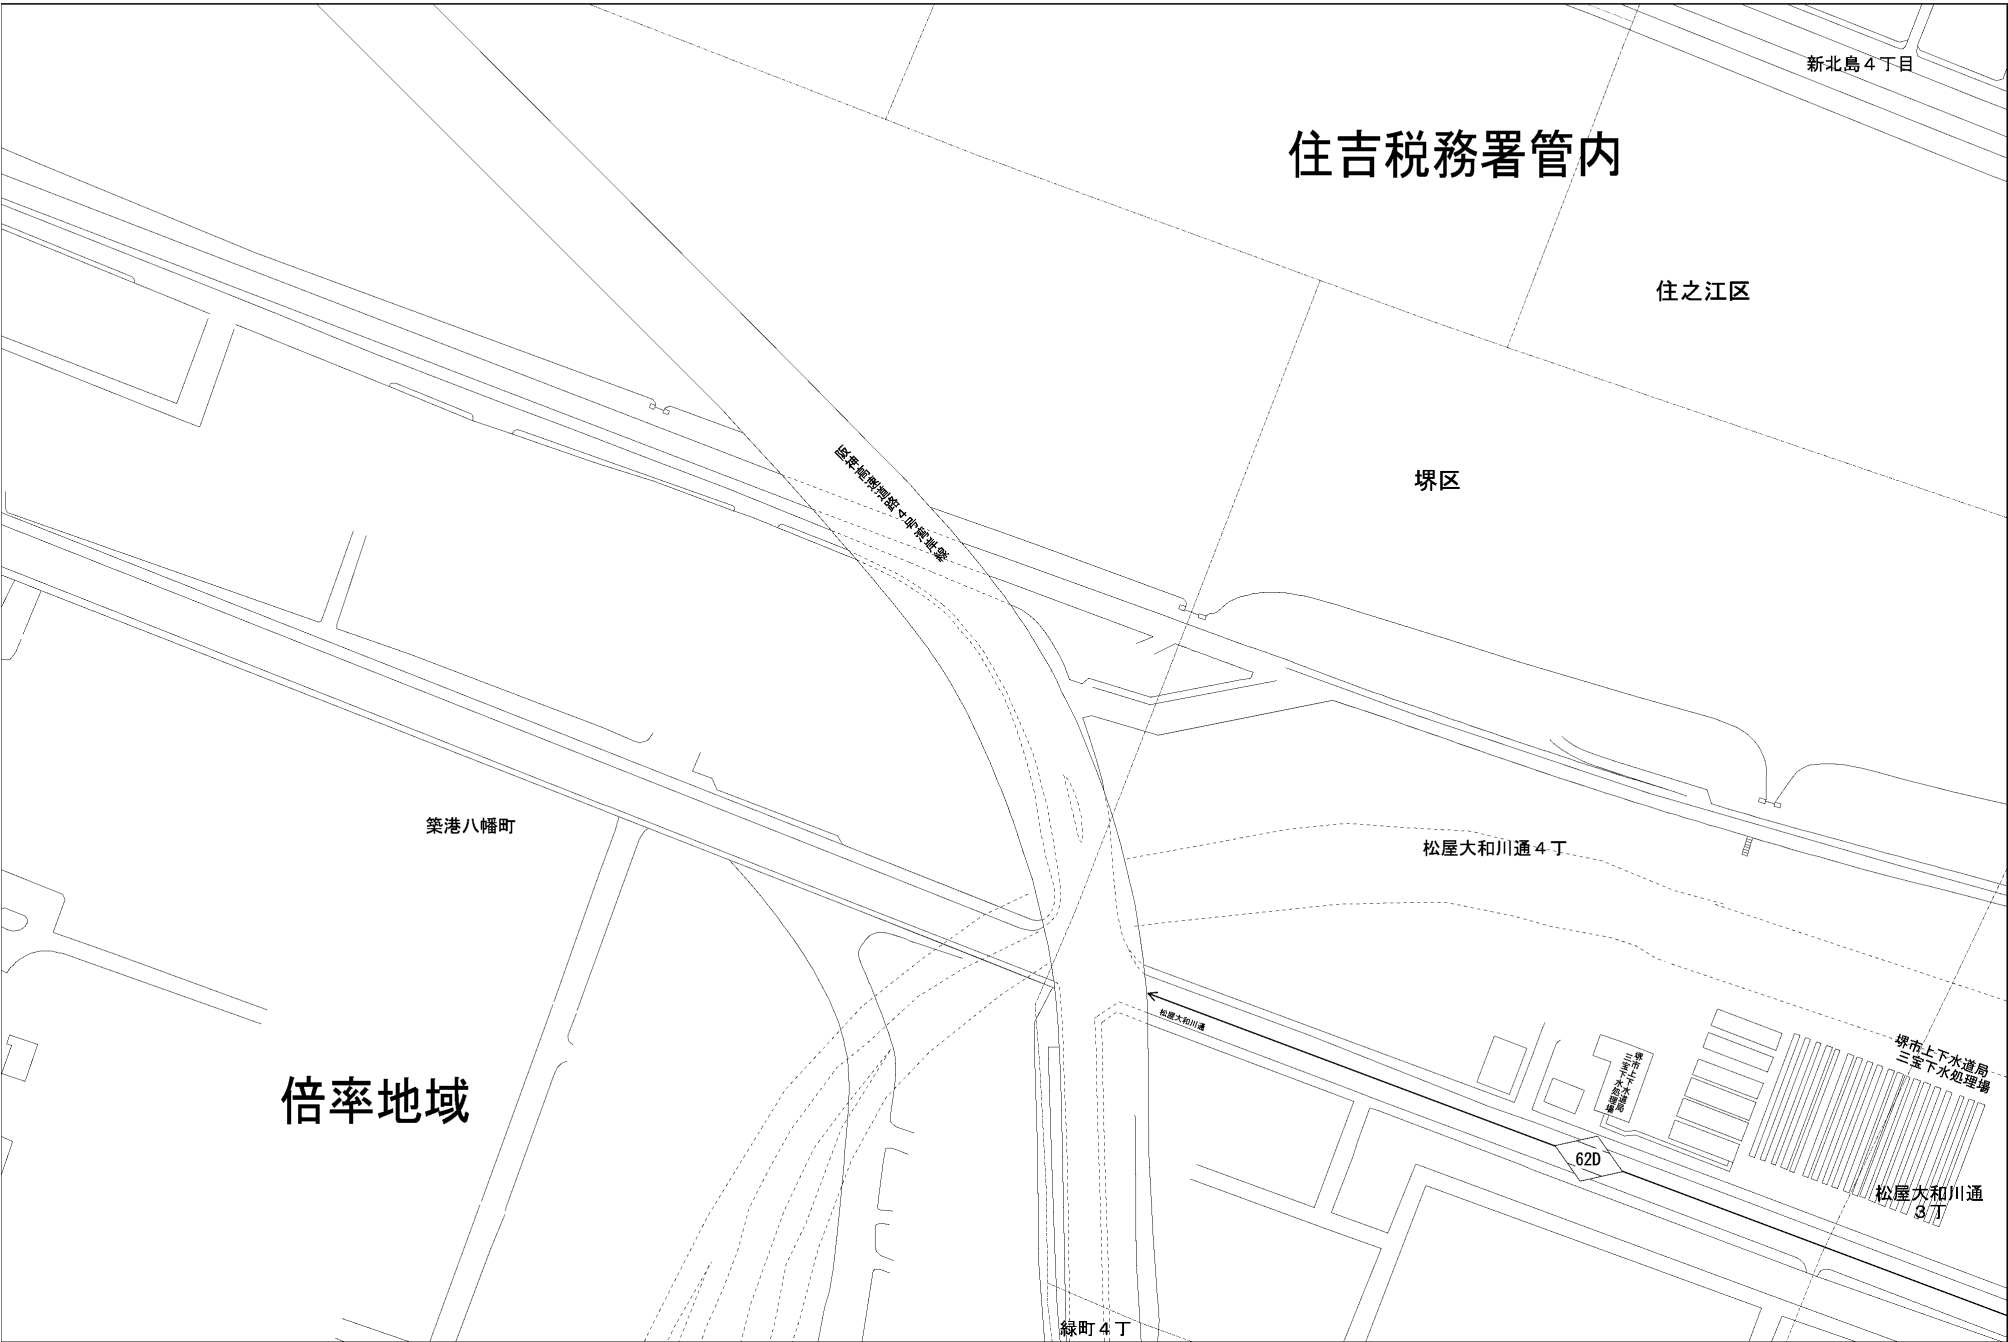 新北島４丁目
住吉税務署管内
住之江区
堺区
阪神高速道路４号湾岸線
築港八幡町
松屋大和川通４丁
松屋大和川通
堺市上下水道局
三宝下水処理場
堺市上下水道局
三宝下水処理場
倍率地域
62D
松屋大和川通
３丁
緑町４丁